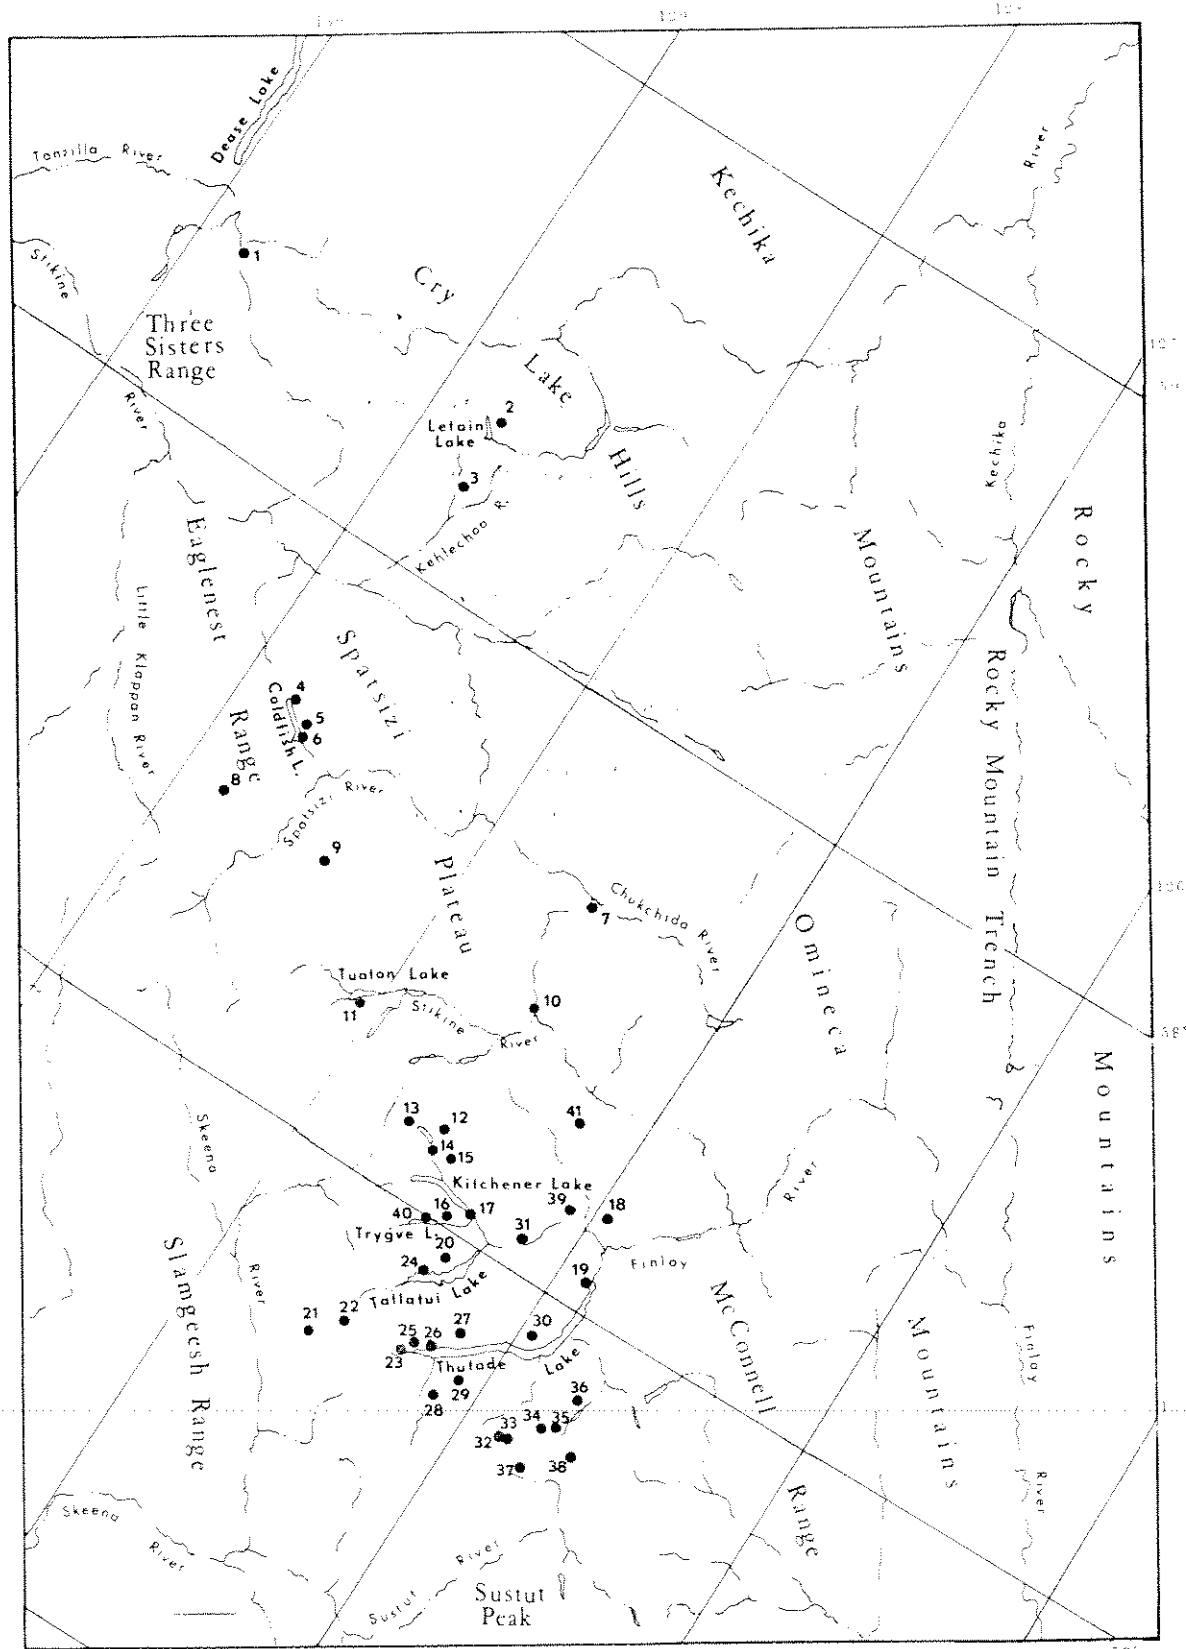 Dease Lake
Tanzilla River
Stikine
River
1
Three
Sisters
Range
Cry
Lake
Hills
Kechika
Mountains
River
Kechika
2
Letain
Lake
3
Kehlechoa R.
Eaglenest
Range
Little Klappan River
Spatsizi
Plateau
4
Coldfish L.
5
6
8
Spatsizi River
9
Rocky
Mountains
Rocky Mountain Trench
7
Chukchida River
Omineca
Mountains
Tuaton Lake
11
Stikine
River
10
13
12
14
15
41
Skeena
River
Kitchener Lake
40
16
17
39
18
Trygve L.
31
20
24
Finlay
River
19
Tatlatui Lake
21
22
27
30
25
26
23
Thutade Lake
29
28
36
34
35
33
32
37
38
Slamgeesh Range
McConnell
Range
Finlay
River
Skeena
River
Sustut River
Sustut
Peak